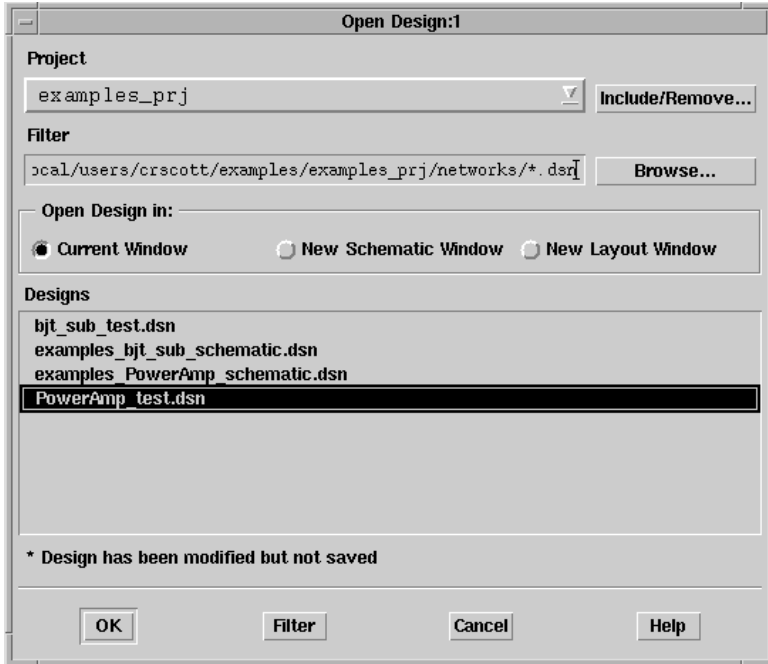 Open Design:1
Project
examples_prj
Include/Remove...
Filter
ocal/users/crscott/examples/examples_prj/networks/*.dsn
Browse...
Open Design in:
Current Window New Schematic Window New Layout Window
Designs
bjt_sub_test.dsn
examples_bjt_sub_schematic.dsn
examples_PowerAmp_schematic.dsn
PowerAmp_test.dsn
* Design has been modified but not saved
OK Filter Cancel Help